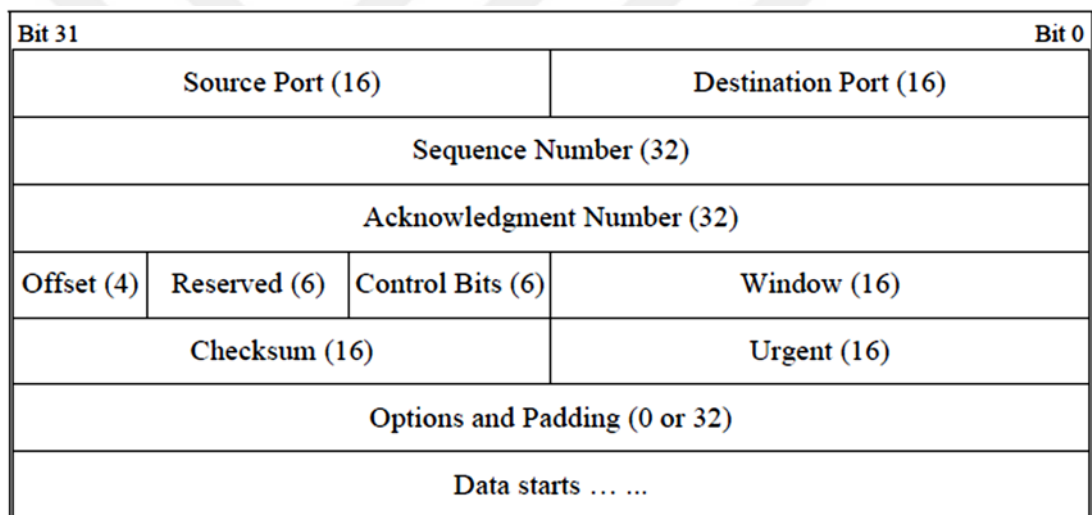 Bit 31 Bit 0
Source Port (16) Destination Port (16)
Sequence Number (32)
Acknowledgment Number (32)
Offset (4) Reserved (6) Control Bits (6) Window (16)
Checksum (16) Urgent (16)
Options and Padding (0 or 32)
Data starts … ...